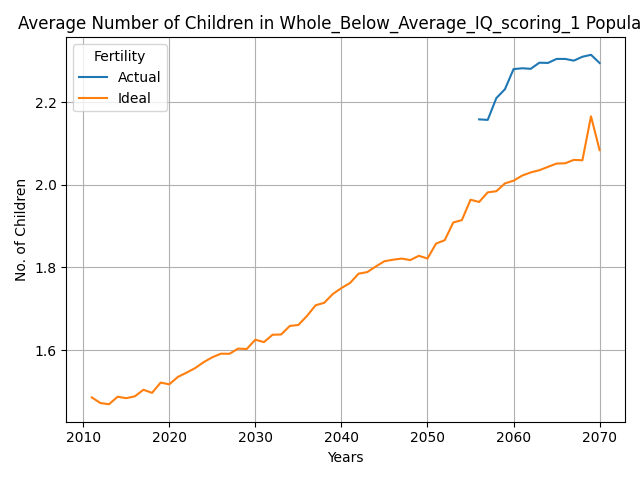 Average Number of Children in Whole_Below_Average_IQ_scoring_1 Popula
Fertility
Actual
Ideal
2.2
2.0
1.8
1.6
No. of Children
2010 2020 2030 2040 2050 2060 2070
Years